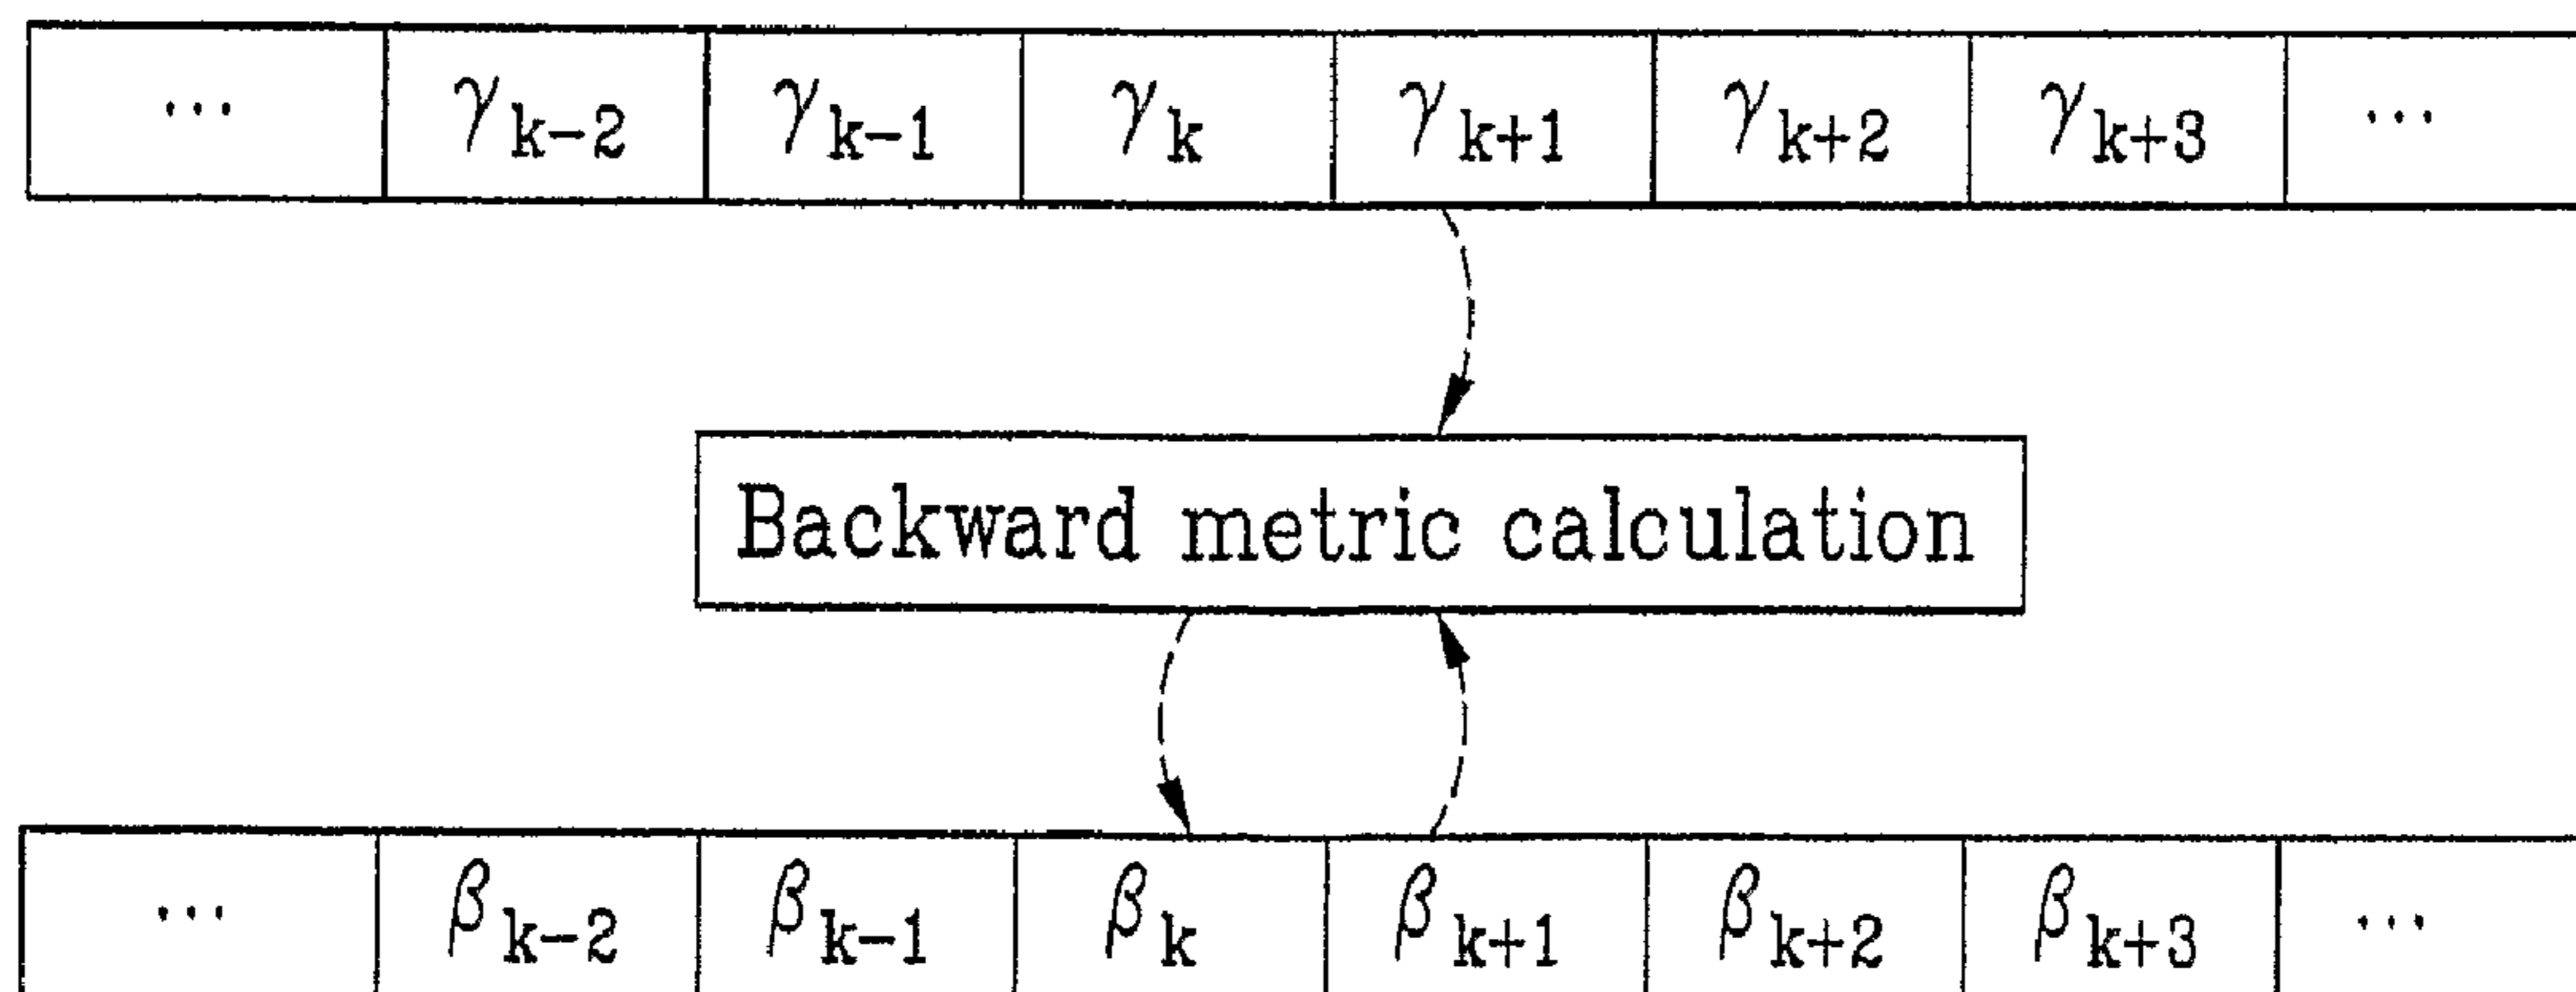 … γk−2 γk−1 γk γk+1 γk+2 γk+3 …
Backward metric calculation
… βk−2 βk−1 βk βk+1 βk+2 βk+3 …